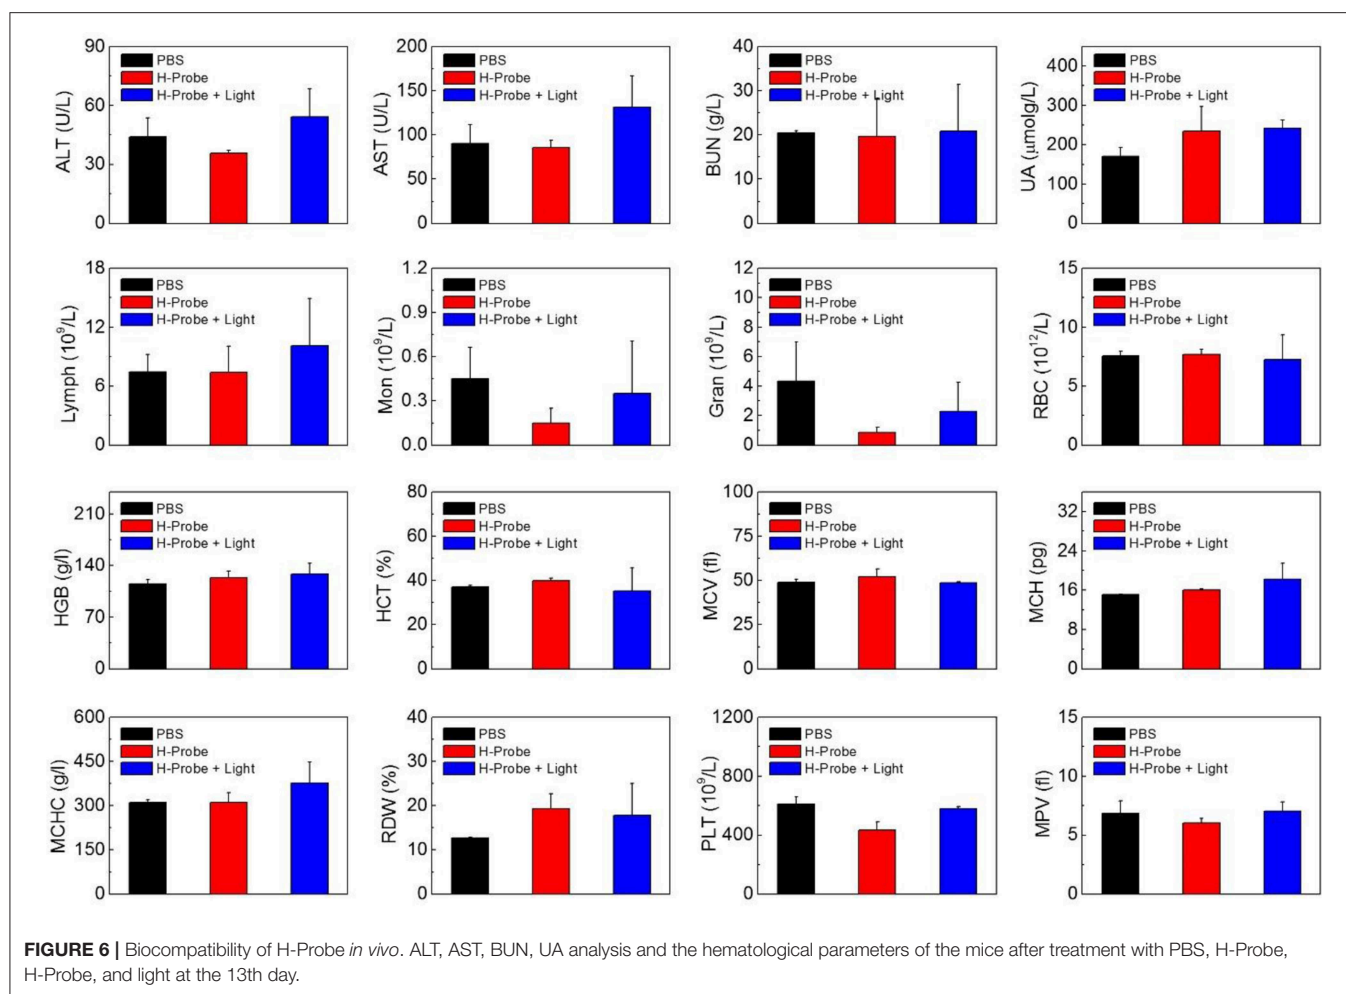 90
60
30
0
ALT (U/L)
PBS
H-Probe
H-Probe + Light
200
150
100
50
0
AST (U/L)
PBS
H-Probe
H-Probe + Light
40
30
20
10
0
BUN (g/L)
PBS
H-Probe
H-Probe + Light
400
300
200
100
0
UA (μmolg/L)
PBS
H-Probe
H-Probe + Light
18
12
6
0
Lymph (10⁹/L)
PBS
H-Probe
H-Probe + Light
1.2
0.9
0.6
0.3
0.0
Mon (10⁹/L)
PBS
H-Probe
H-Probe + Light
12
10
8
6
4
2
0
Gran (10⁹/L)
PBS
H-Probe
H-Probe + Light
15
10
5
0
RBC (10¹²/L)
PBS
H-Probe
H-Probe + Light
210
140
70
0
HGB (g/l)
PBS
H-Probe
H-Probe + Light
80
60
40
20
0
HCT (%)
PBS
H-Probe
H-Probe + Light
100
75
50
25
0
MCV (fl)
PBS
H-Probe
H-Probe + Light
32
24
16
8
0
MCH (pg)
PBS
H-Probe
H-Probe + Light
600
450
300
150
0
MCHC (g/l)
PBS
H-Probe
H-Probe + Light
40
30
20
10
0
RDW (%)
PBS
H-Probe
H-Probe + Light
1200
800
400
0
PLT (10⁹/L)
PBS
H-Probe
H-Probe + Light
15
10
5
0
MPV (fl)
PBS
H-Probe
H-Probe + Light
FIGURE 6 | Biocompatibility of H-Probe in vivo. ALT, AST, BUN, UA analysis and the hematological parameters of the mice after treatment with PBS, H-Probe,
H-Probe, and light at the 13th day.